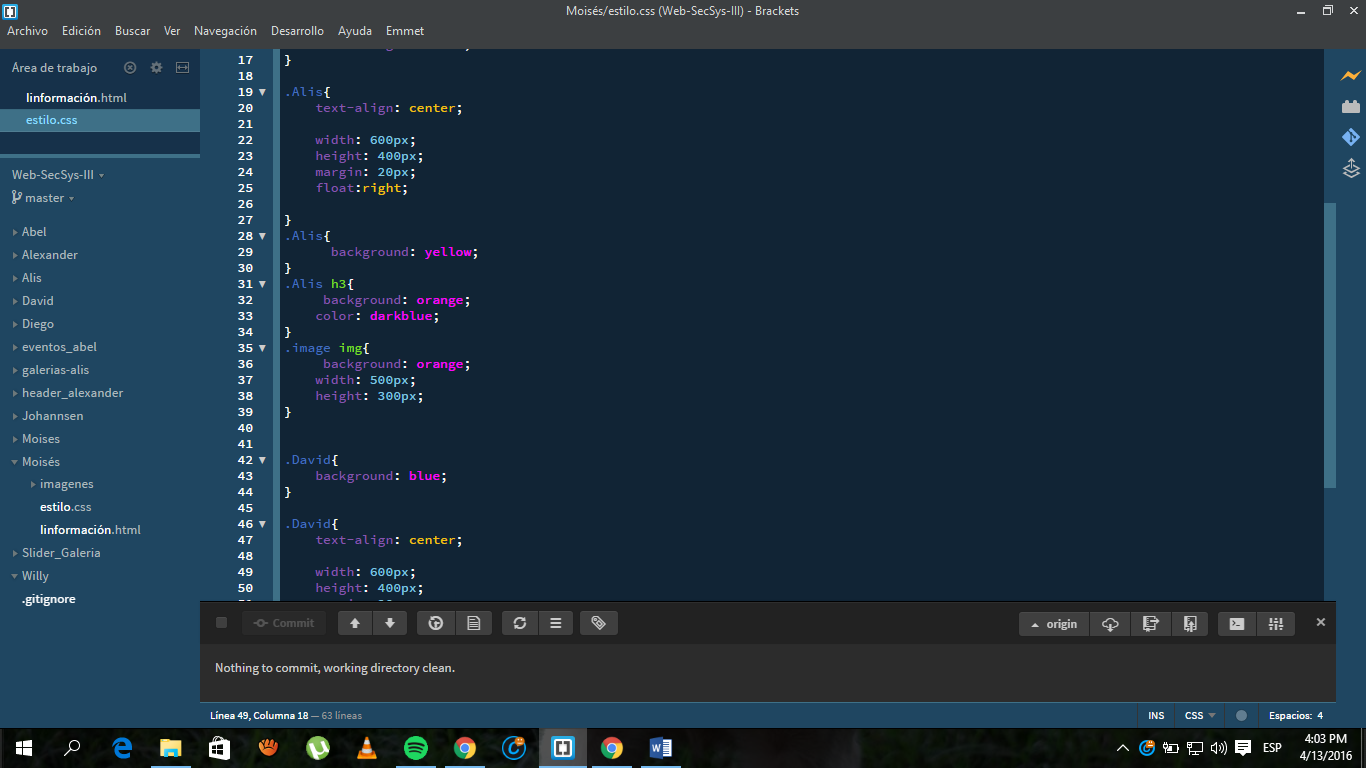 Moisés/estilo.css (Web-SecSys-III) - Brackets
Archivo Edición Buscar Ver Navegación Desarrollo Ayuda Emmet
Área de trabajo
linformación.html
estilo.css
Web-SecSys-III
master
Abel
Alexander
Alis
David
Diego
eventos_abel
galerias-alis
header_alexander
Johannsen
Moises
Moisés
imagenes
estilo.css
linformación.html
Slider_Galeria
Willy
.gitignore
17 }
18
19 .Alis{
20 text-align: center;
21
22 width: 600px;
23 height: 400px;
24 margin: 20px;
25 float:right;
26
27 }
28 .Alis{
29 background: yellow;
30 }
31 .Alis h3{
32 background: orange;
33 color: darkblue;
34 }
35 .image img{
36 background: orange;
37 width: 500px;
38 height: 300px;
39 }
40
41
42 .David{
43 background: blue;
44 }
45
46 .David{
47 text-align: center;
48
49 width: 600px;
50 height: 400px;
Commit
origin
Nothing to commit, working directory clean.
Línea 49, Columna 18 — 63 líneas
INS CSS Espacios: 4
ESP
4:03 PM
4/13/2016